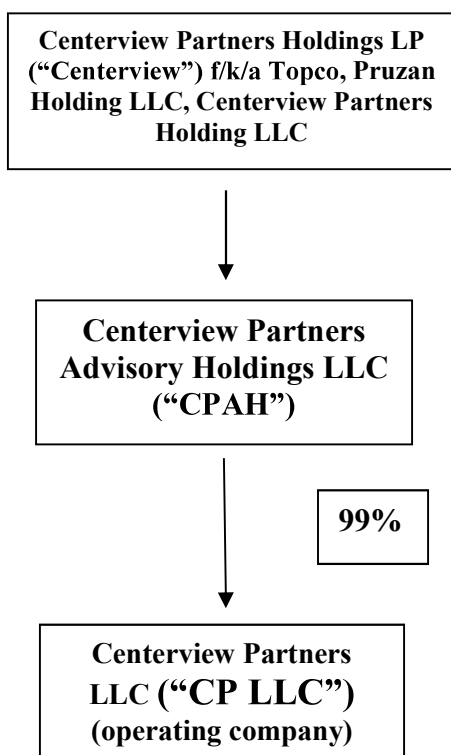 Centerview Partners Holdings LP
(“Centerview”) f/k/a Topco, Pruzan
Holding LLC, Centerview Partners
Holding LLC
Centerview Partners
Advisory Holdings LLC
(“CPAH”)
99%
Centerview Partners
LLC (“CP LLC”)
(operating company)